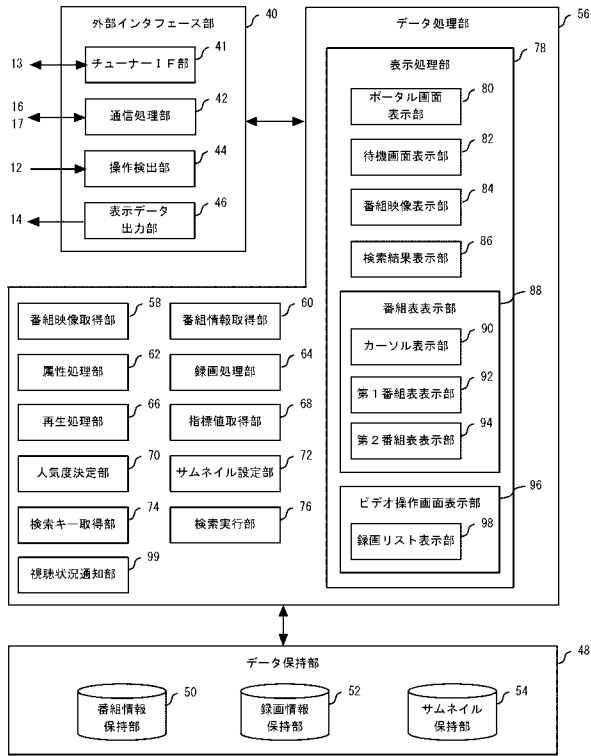 外部インタフェース部
40
13
チューナーＩＦ部
41
16
17
通信処理部
42
12
操作検出部
44
14
表示データ
出力部
46
データ処理部
56
表示処理部
78
ポータル画面
表示部
80
待機画面表示部
82
番組映像表示部
84
検索結果表示部
86
番組表表示部
88
カーソル表示部
90
第１番組表表示部
92
第２番組表表示部
94
ビデオ操作画面表示部
96
録画リスト表示部
98
番組映像取得部
58
番組情報取得部
60
属性処理部
62
録画処理部
64
再生処理部
66
指標値取得部
68
人気度決定部
70
サムネイル設定部
72
検索キー取得部
74
検索実行部
76
視聴状況通知部
99
データ保持部
48
番組情報
保持部
50
録画情報
保持部
52
サムネイル
保持部
54